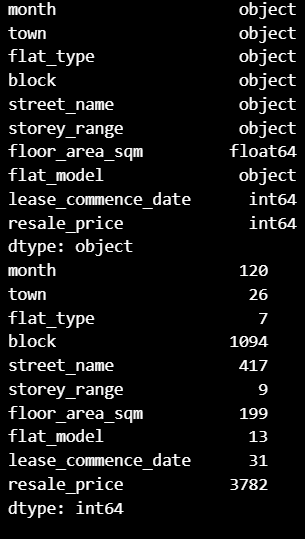 month object
town object
flat_type object
block object
street_name object
storey_range object
floor_area_sqm float64
flat_model object
lease_commence_date int64
resale_price int64
dtype: object
month 120
town 26
flat_type 7
block 1094
street_name 417
storey_range 9
floor_area_sqm 199
flat_model 13
lease_commence_date 31
resale_price 3782
dtype: int64